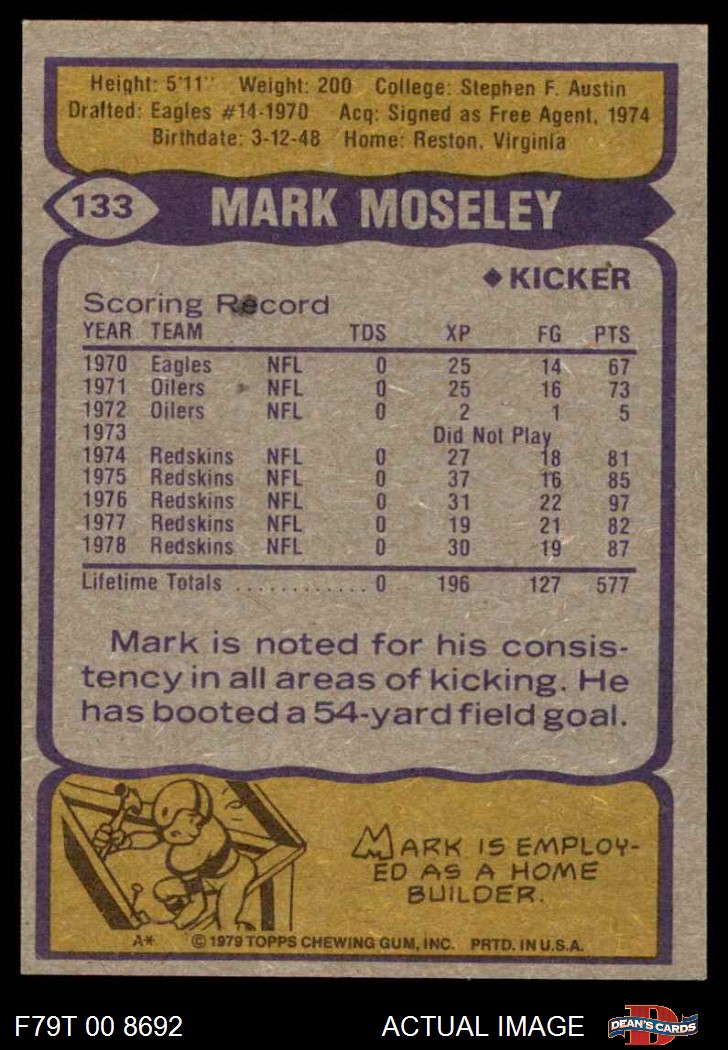 Height: 5'11" Weight: 200 College: Stephen F. Austin
Drafted: Eagles #14-1970 Acq: Signed as Free Agent, 1974
Birthdate: 3-12-48 Home: Reston, Virginia
133 MARK MOSELEY
◆ KICKER
Scoring Record
YEAR TEAM TDS XP FG PTS
1970 Eagles NFL 0 25 14 67
1971 Oilers NFL 0 25 16 73
1972 Oilers NFL 0 2 1 5
1973 Did Not Play
1974 Redskins NFL 0 27 18 81
1975 Redskins NFL 0 37 16 85
1976 Redskins NFL 0 31 22 97
1977 Redskins NFL 0 19 21 82
1978 Redskins NFL 0 30 19 87
Lifetime Totals ............ 0 196 127 577
Mark is noted for his consis-
tency in all areas of kicking. He
has booted a 54-yard field goal.
MARK IS EMPLOY-
ED AS A HOME
BUILDER.
A* © 1979 TOPPS CHEWING GUM, INC. PRTD. IN U.S.A.
F79T 00 8692 ACTUAL IMAGE D DEAN'S CARDS